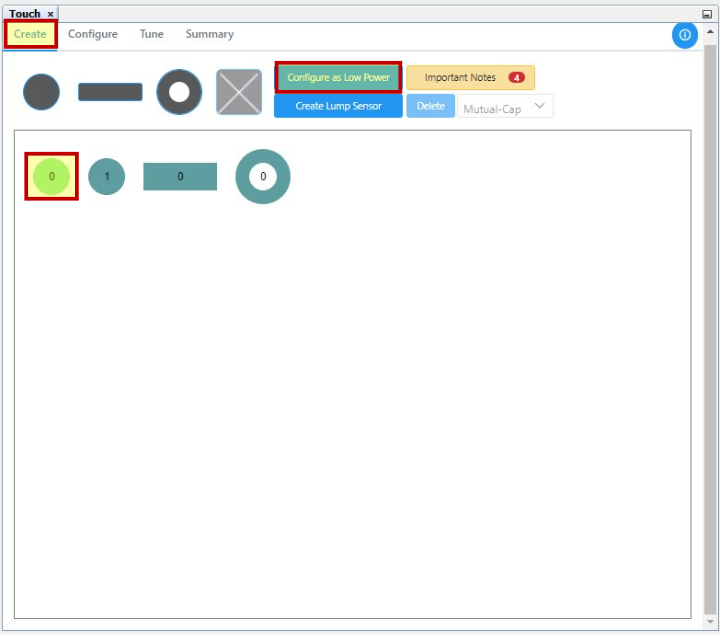 Touch ×
Create Configure Tune Summary
Configure as Low Power Important Notes 4
Create Lump Sensor Delete Mutual-Cap
0 1 0 0